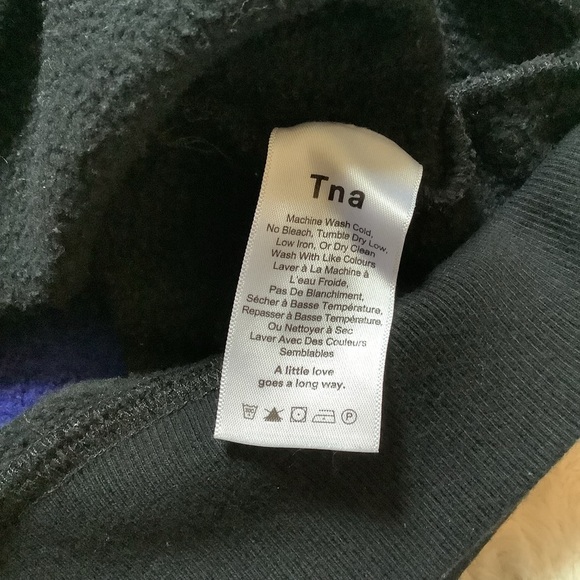 Tna
Machine Wash Cold,
No Bleach, Tumble Dry Low,
Low Iron, Or Dry Clean
Wash With Like Colours
Laver à La Machine à
L'eau Froide,
Pas De Blanchiment,
Sécher à Basse Température,
Repasser à Basse Température,
Ou Nettoyer à Sec
Laver Avec Des Couleurs
Semblables
A little love
goes a long way.
P